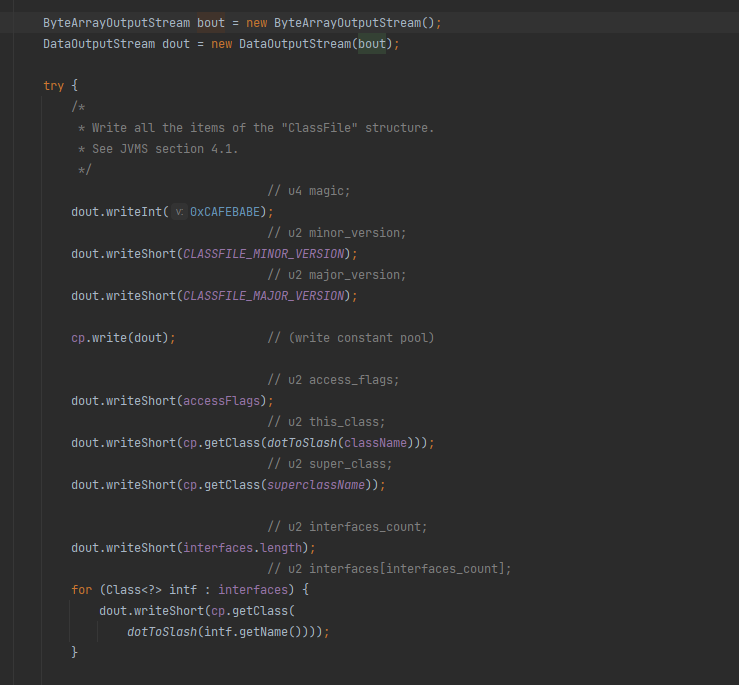 ByteArrayOutputStream bout = new ByteArrayOutputStream();
DataOutputStream dout = new DataOutputStream(bout);
try {
/*
* Write all the items of the "ClassFile" structure.
* See JVMS section 4.1.
*/
// u4 magic;
dout.writeInt( v: 0xCAFEBABE);
// u2 minor_version;
dout.writeShort(CLASSFILE_MINOR_VERSION);
// u2 major_version;
dout.writeShort(CLASSFILE_MAJOR_VERSION);
cp.write(dout); // (write constant pool)
// u2 access_flags;
dout.writeShort(accessFlags);
// u2 this_class;
dout.writeShort(cp.getClass(dotToSlash(className)));
// u2 super_class;
dout.writeShort(cp.getClass(superclassName));
// u2 interfaces_count;
dout.writeShort(interfaces.length);
// u2 interfaces[interfaces_count];
for (Class<?> intf : interfaces) {
dout.writeShort(cp.getClass(
dotToSlash(intf.getName())));
}